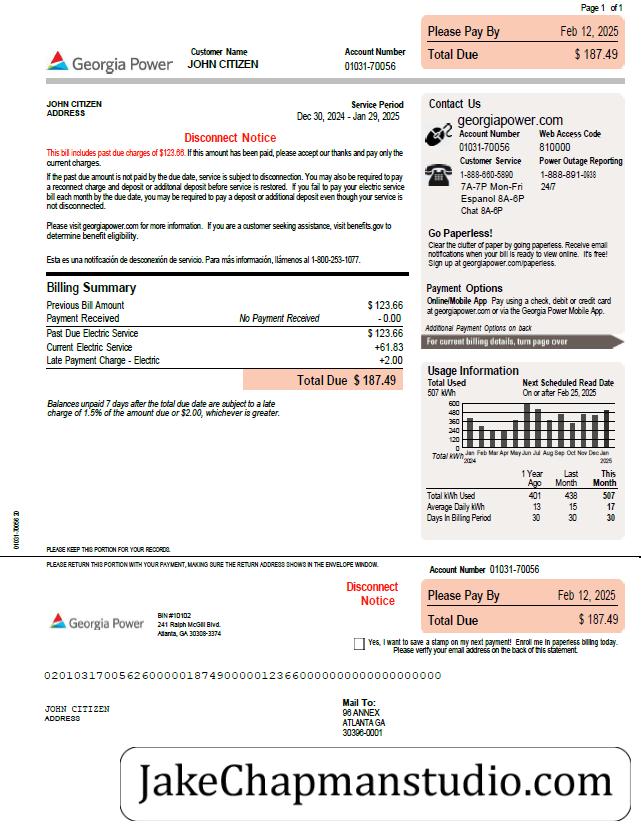 Page 1 of 1
Please Pay By Feb 12, 2025
Total Due $ 187.49
Georgia Power
Customer Name
JOHN CITIZEN
Account Number
01031-70056
JOHN CITIZEN
ADDRESS
Service Period
Dec 30, 2024 - Jan 29, 2025
Disconnect Notice
This bill includes past due charges of $123.66. If this amount has been paid, please accept our thanks and pay only the
current charges.
If the past due amount is not paid by the due date, service is subject to disconnection. You may also be required to pay
a reconnect charge and deposit or additonal deposit before service is restored. If you fail to pay your electric service
bill each month by the due date, you may be required to pay a deposit or additional deposit even though your service is
not disconnected.
Please visit georgiapower.com for more information. If you are a customer seeking assistance, visit benefits.gov to
determine benefit eligibility.
Esta es una notificación de desconexión de servicio. Para más información, llámenos al 1-800-253-1077.
Billing Summary
Previous Bill Amount $ 123.66
Payment Received No Payment Received - 0.00
Past Due Electric Service $ 123.66
Current Electric Service +61.83
Late Payment Charge - Electric +2.00
Total Due $ 187.49
Balances unpaid 7 days after the total due date are subject to a late
charge of 1.5% of the amount due or $2.00, whichever is greater.
Contact Us
georgiapower.com
Account Number Web Access Code
01031-70056 810000
Customer Service Power Outage Reporting
1-888-660-5890 1-888-891-0938
7A-7P Mon-Fri 24/7
Espanol 8A-6P
Chat 8A-6P
Go Paperless!
Clear the clutter of paper by going paperless. Receive email
notifications when your bill is ready to view online. It's free!
Sign up at georgiapower.com/paperless.
Payment Options
Online/Mobile App Pay using a check, debit or credit card
at georgiapower.com or via the Georgia Power Mobile App.
Additional Payment Options on back
For current billing details, turn page over
Usage Information
Total Used Next Scheduled Read Date
507 kWh On or after Feb 25, 2025
600
480
360
240
120
0
Total kWh Jan Feb Mar Apr May Jun Jul Aug Sep Oct Nov Dec Jan
2024 2025
1 Year Last This
Ago Month Month
Total kWh Used 401 438 507
Average Daily kWh 13 15 17
Days In Billing Period 30 30 30
PLEASE KEEP THIS PORTION FOR YOUR RECORDS.
PLEASE RETURN THIS PORTION WITH YOUR PAYMENT, MAKING SURE THE RETURN ADDRESS SHOWS IN THE ENVELOPE WINDOW.
Account Number 01031-70056
Disconnect
Notice
Please Pay By Feb 12, 2025
Total Due $ 187.49
Georgia Power
BIN #10102
241 Ralph McGill Blvd.
Atlanta, GA 30308-3374
Yes, I want to save a stamp on my next payment! Enroll me in paperless billing today.
Please verify your email address on the back of this statement.
JOHN CITIZEN
ADDRESS
Mail To:
96 ANNEX
ATLANTA GA
30396-0001
JakeChapmanstudio.com